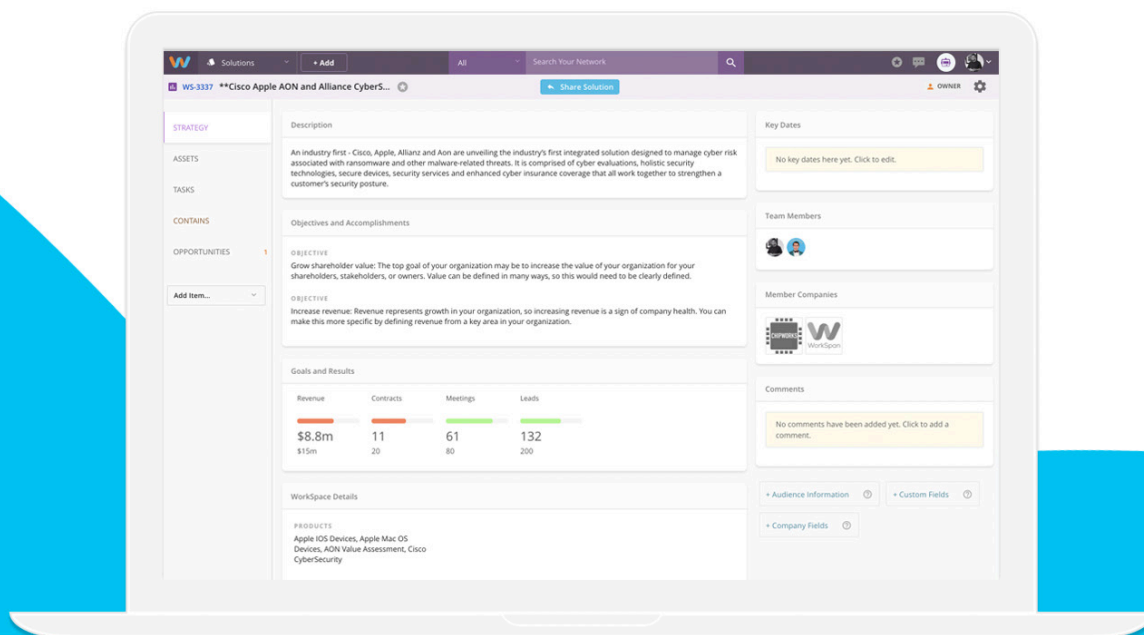 Solutions
+ Add
All
Search Your Network
WS-3337 **Cisco Apple AON and Alliance CyberS...
Share Solution
OWNER
STRATEGY
ASSETS
TASKS
CONTAINS
OPPORTUNITIES 1
Add Item...
Description
An industry first - Cisco, Apple, Allianz and Aon are unveiling the industry's first integrated solution designed to manage cyber risk
associated with ransomware and other malware-related threats. It is comprised of cyber evaluations, holistic security
technologies, secure devices, security services and enhanced cyber insurance coverage that all work together to strengthen a
customer's security posture.
Objectives and Accomplishments
OBJECTIVE
Grow shareholder value: The top goal of your organization may be to increase the value of your organization for your
shareholders, stakeholders, or owners. Value can be defined in many ways, so this would need to be clearly defined.
OBJECTIVE
Increase revenue: Revenue represents growth in your organization, so increasing revenue is a sign of company health. You can
make this more specific by defining revenue from a key area in your organization.
Goals and Results
Revenue Contracts Meetings Leads
$8.8m 11 61 132
$15m 20 80 200
WorkSpace Details
PRODUCTS
Apple IOS Devices, Apple Mac OS
Devices, AON Value Assessment, Cisco
CyberSecurity
Key Dates
No key dates here yet. Click to edit.
Team Members
Member Companies
CHIPWORKS
WorkSpan
Comments
No comments have been added yet. Click to add a
comment.
+ Audience Information
+ Custom Fields
+ Company Fields